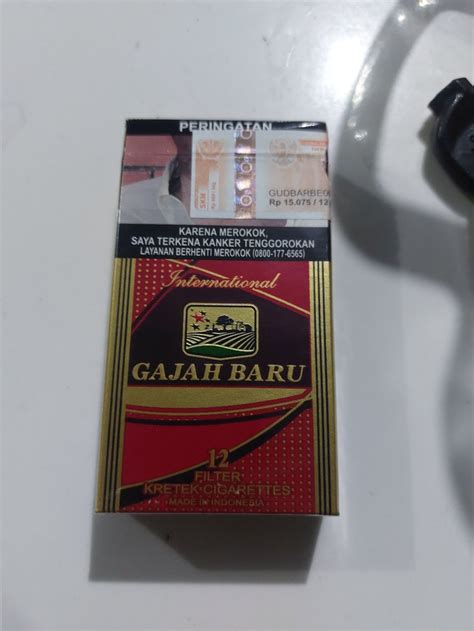 PERINGATAN
GUDBARBE
Rp 15.075 / 12
KARENA MEROKOK,
SAYA TERKENA KANKER TENGGOROKAN
LAYANAN BERHENTI MEROKOK (0800-177-6565)
International
GAJAH BARU
12
FILTER
KRETEK CIGARETTES
MADE IN INDONESIA